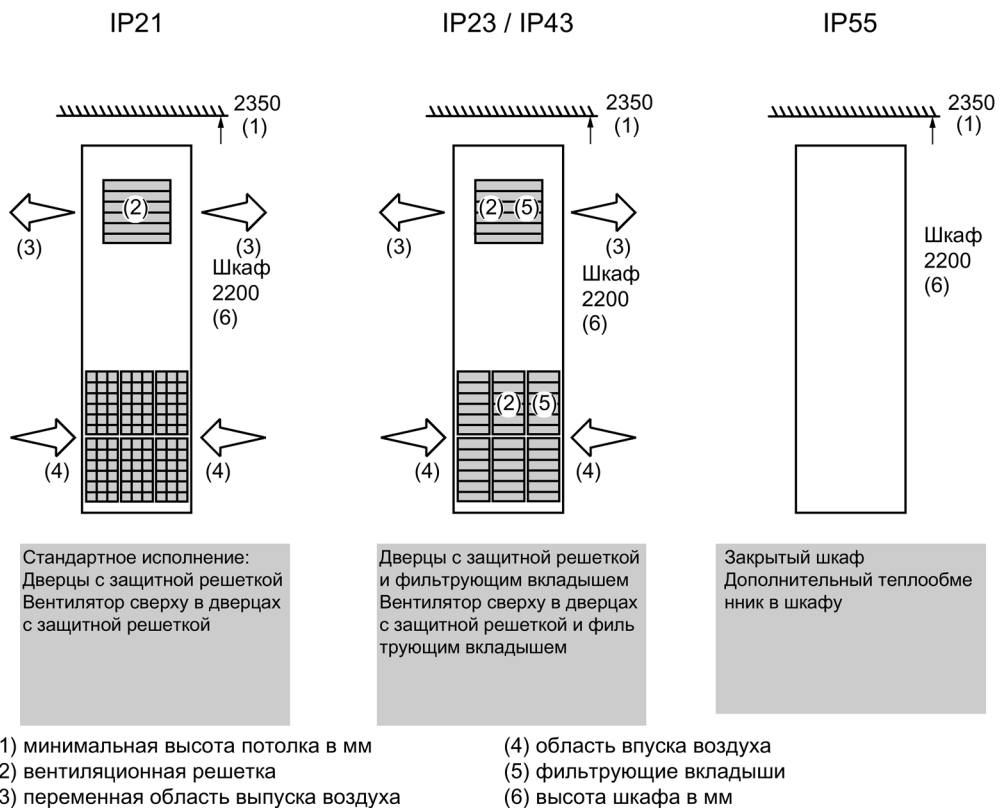 IP21
IP23 / IP43
IP55
2350
(1)
2350
(1)
2350
(1)
(2)
(3)
(3)
Шкаф
2200
(6)
(4)
(4)
(2)
(5)
(3)
(3)
Шкаф
2200
(6)
(2)
(5)
(4)
(4)
Шкаф
2200
(6)
Стандартное исполнение:
Дверцы с защитной решеткой
Вентилятор сверху в дверцах
с защитной решеткой
Дверцы с защитной решеткой
и фильтрующим вкладышем
Вентилятор сверху в дверцах
с защитной решеткой и филь
трующим вкладышем
Закрытый шкаф
Дополнительный теплообме
нник в шкафу
1) минимальная высота потолка в мм
2) вентиляционная решетка
3) переменная область выпуска воздуха
(4) область впуска воздуха
(5) фильтрующие вкладыши
(6) высота шкафа в мм